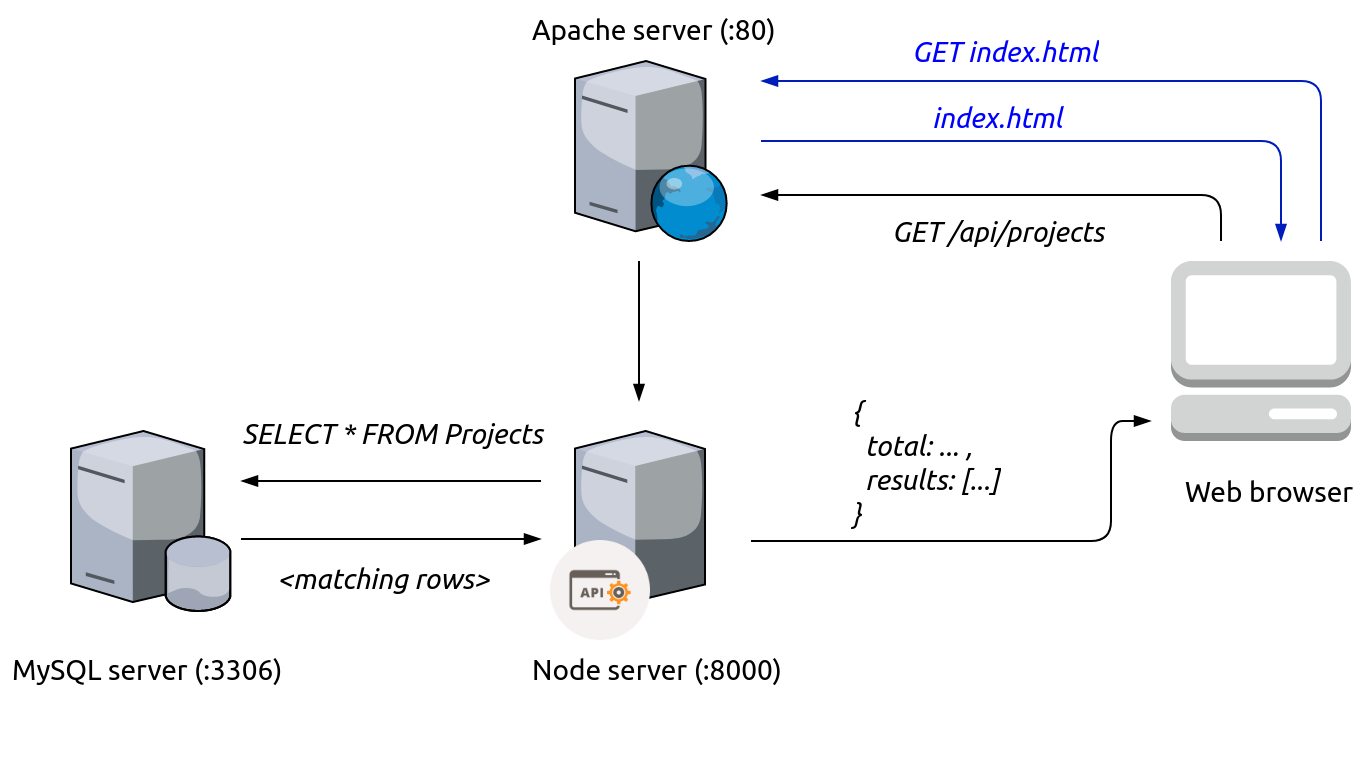 Apache server (:80)
GET index.html
index.html
GET /api/projects
SELECT * FROM Projects
<matching rows>
{
total: ... ,
results: [...]
}
Web browser
API
MySQL server (:3306)
Node server (:8000)